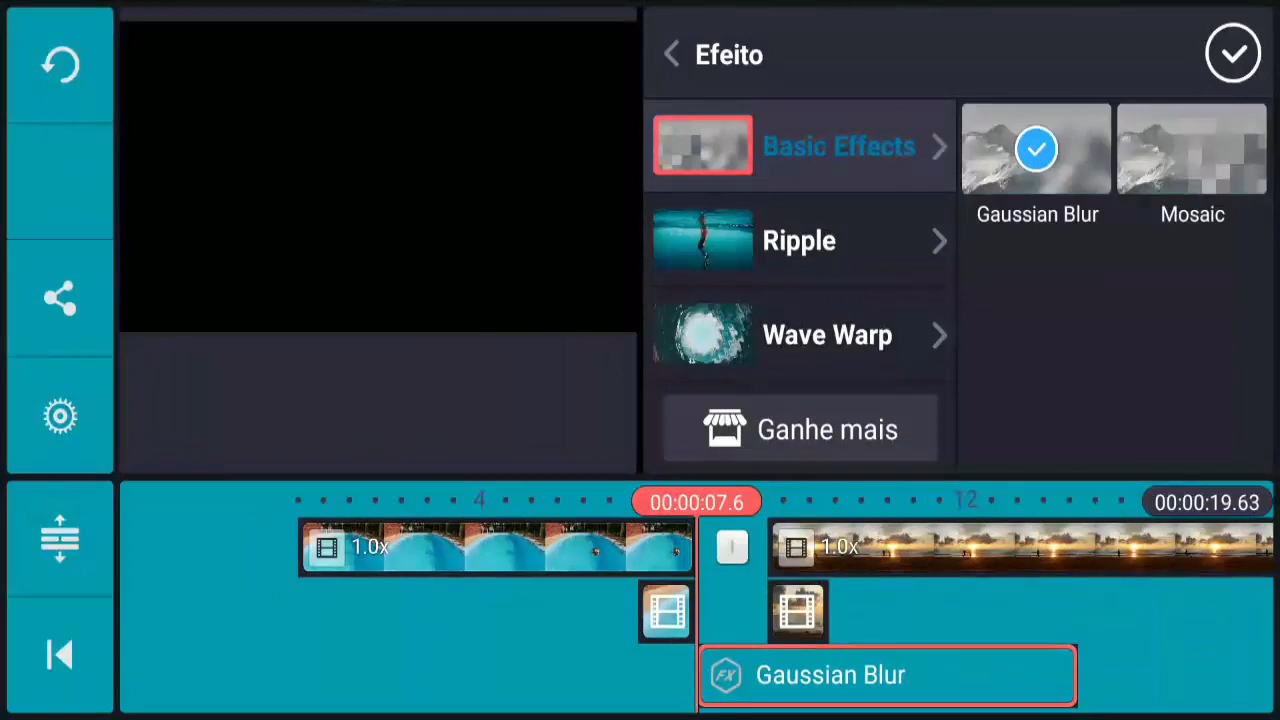 Efeito
Basic Effects
Gaussian Blur
Mosaic
Ripple
Wave Warp
Ganhe mais
4
00:00:07.6
12
00:00:19.63
1.0x
1.0x
FX Gaussian Blur